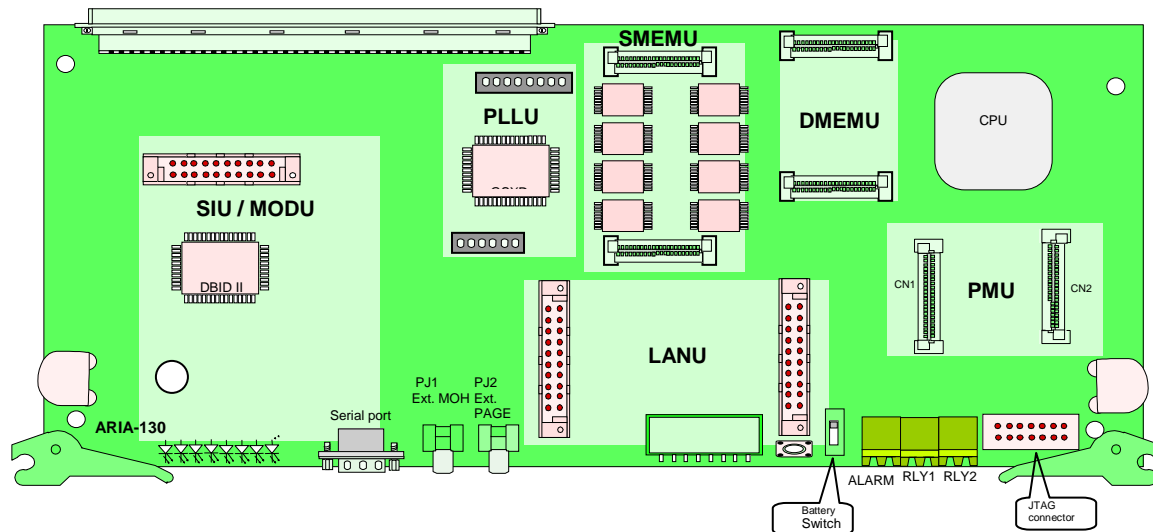 SMEMU
PLLU
DMEMU
CPU
SIU / MODU
DBID II
CN1
PMU
CN2
LANU
PJ1
Ext. MOH
PJ2
Ext.
PAGE
Serial port
ARIA-130
ALARM
RLY1
RLY2
Battery
Switch
JTAG
connector